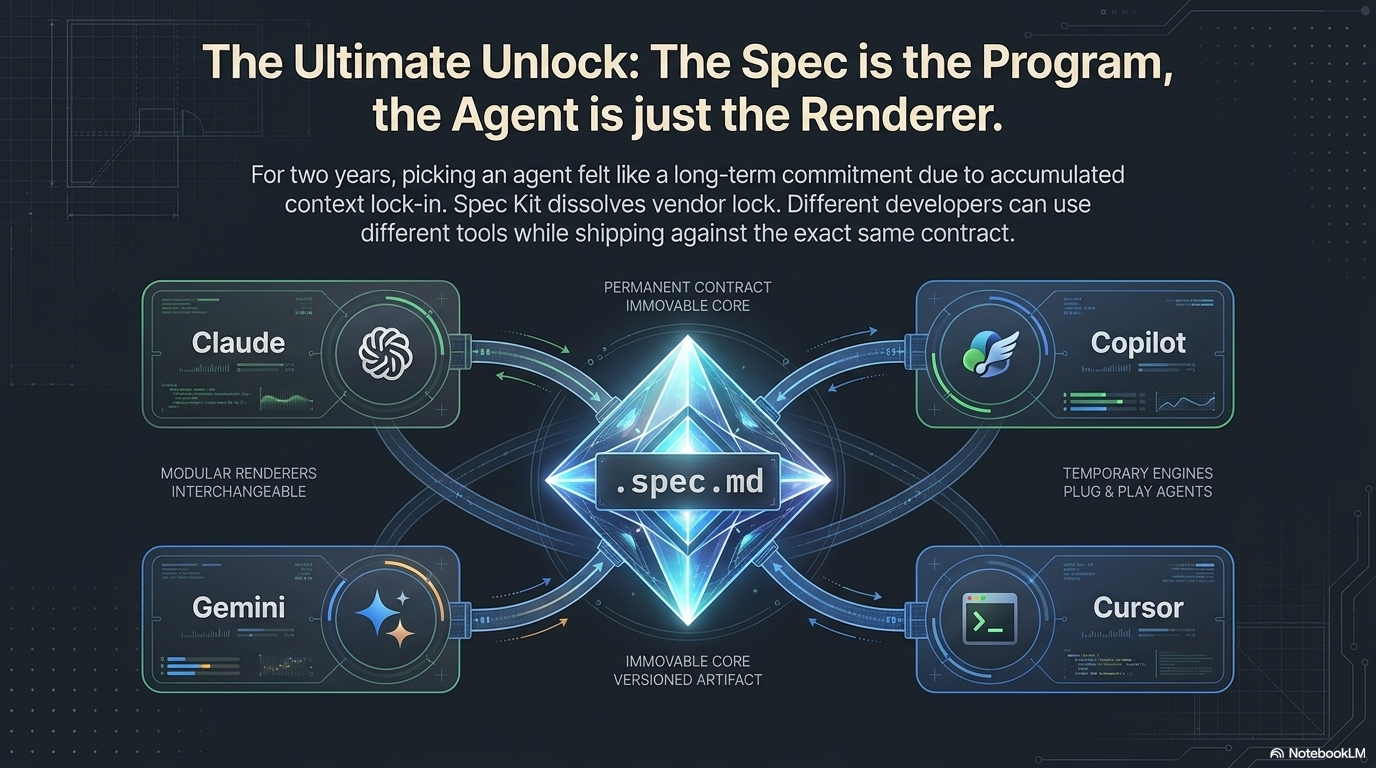 The Ultimate Unlock: The Spec is the Program,
the Agent is just the Renderer.
For two years, picking an agent felt like a long-term commitment due to accumulated
context lock-in. Spec Kit dissolves vendor lock. Different developers can use
different tools while shipping against the exact same contract.
PERMANENT CONTRACT
IMMOVABLE CORE
Claude
Copilot
.spec.md
MODULAR RENDERERS
INTERCHANGEABLE
TEMPORARY ENGINES
PLUG & PLAY AGENTS
Gemini
Cursor
IMMOVABLE CORE
VERSIONED ARTIFACT
NotebookLM